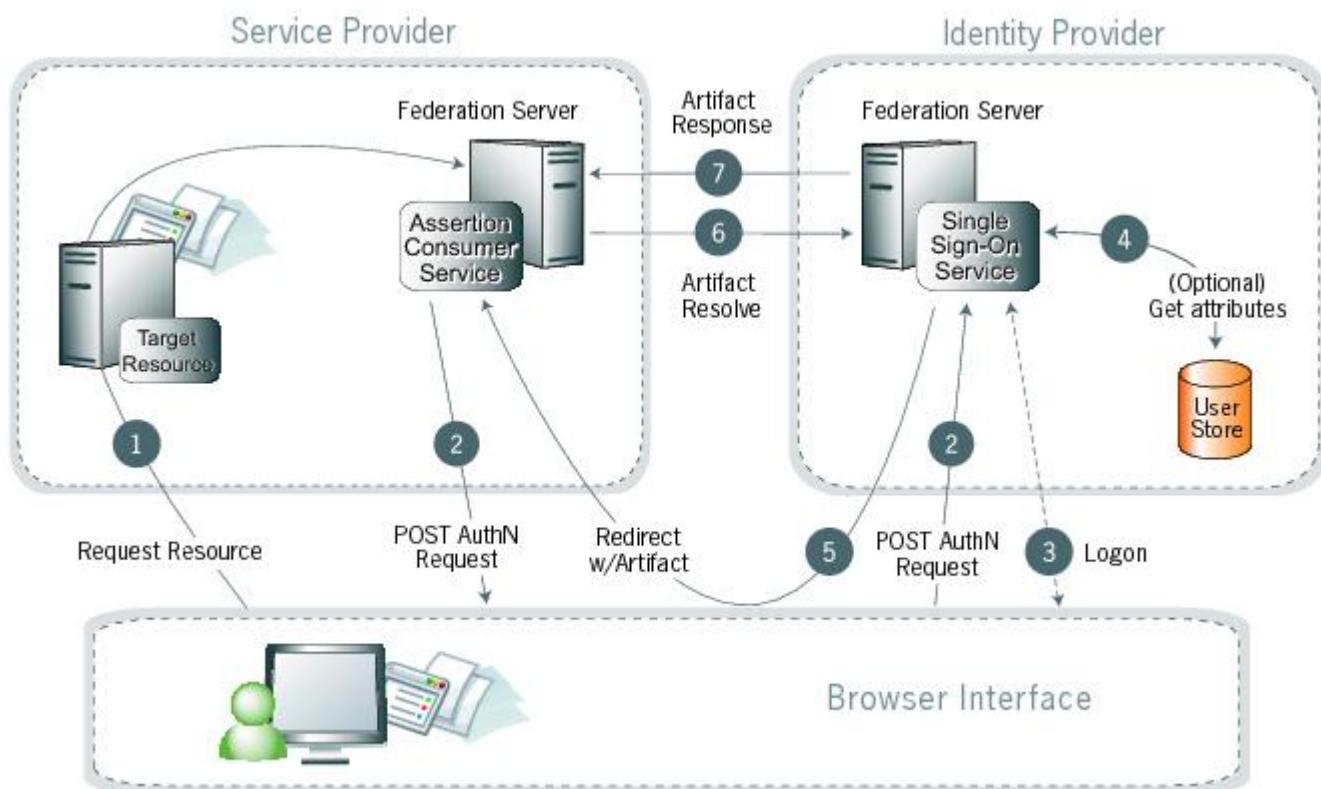 Service Provider
Identity Provider
Federation Server
Artifact
Response
Federation Server
7
Assertion
Consumer
Service
6
Single
Sign-On
Service
4
Artifact
Resolve
(Optional)
Get attributes
Target
Resource
User
Store
1
2
2
Request Resource
POST AuthN
Request
Redirect
w/Artifact
5
POST AuthN
Request
3
Logon
Browser Interface